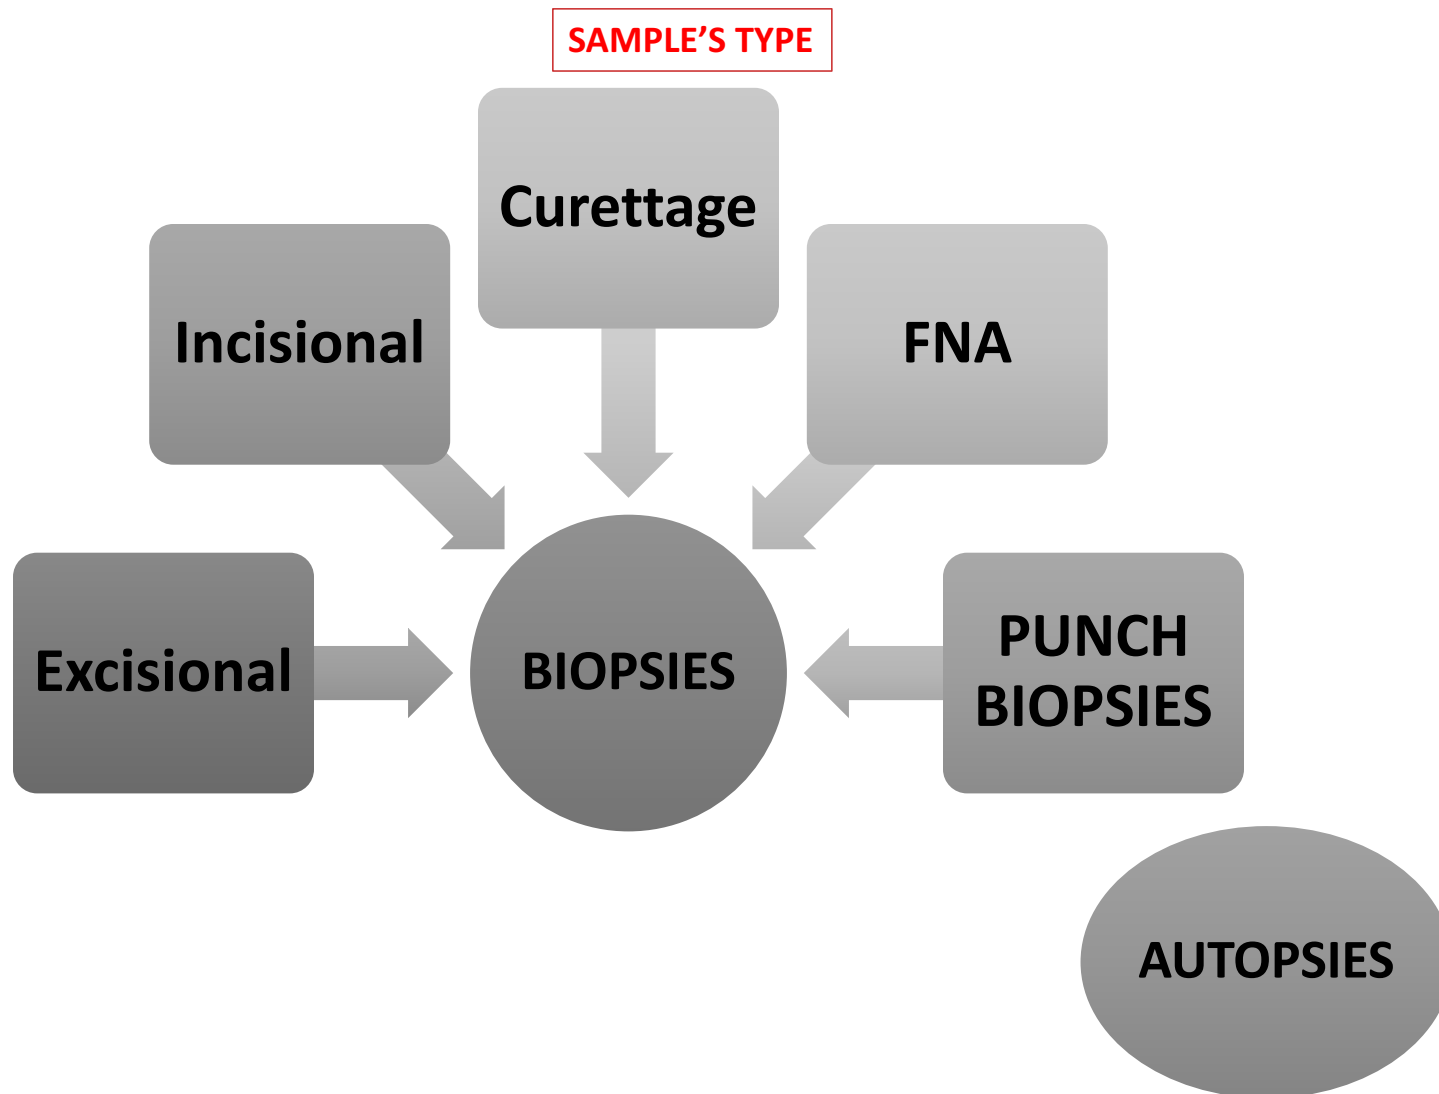 SAMPLE’S TYPE
Curettage
Incisional
FNA
Excisional
BIOPSIES
PUNCH
BIOPSIES
AUTOPSIES